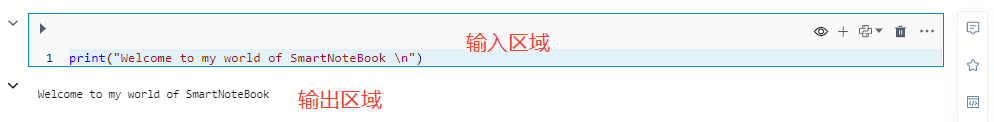 输入区域
1 print("Welcome to my world of SmartNoteBook \n")
Welcome to my world of SmartNoteBook
输出区域